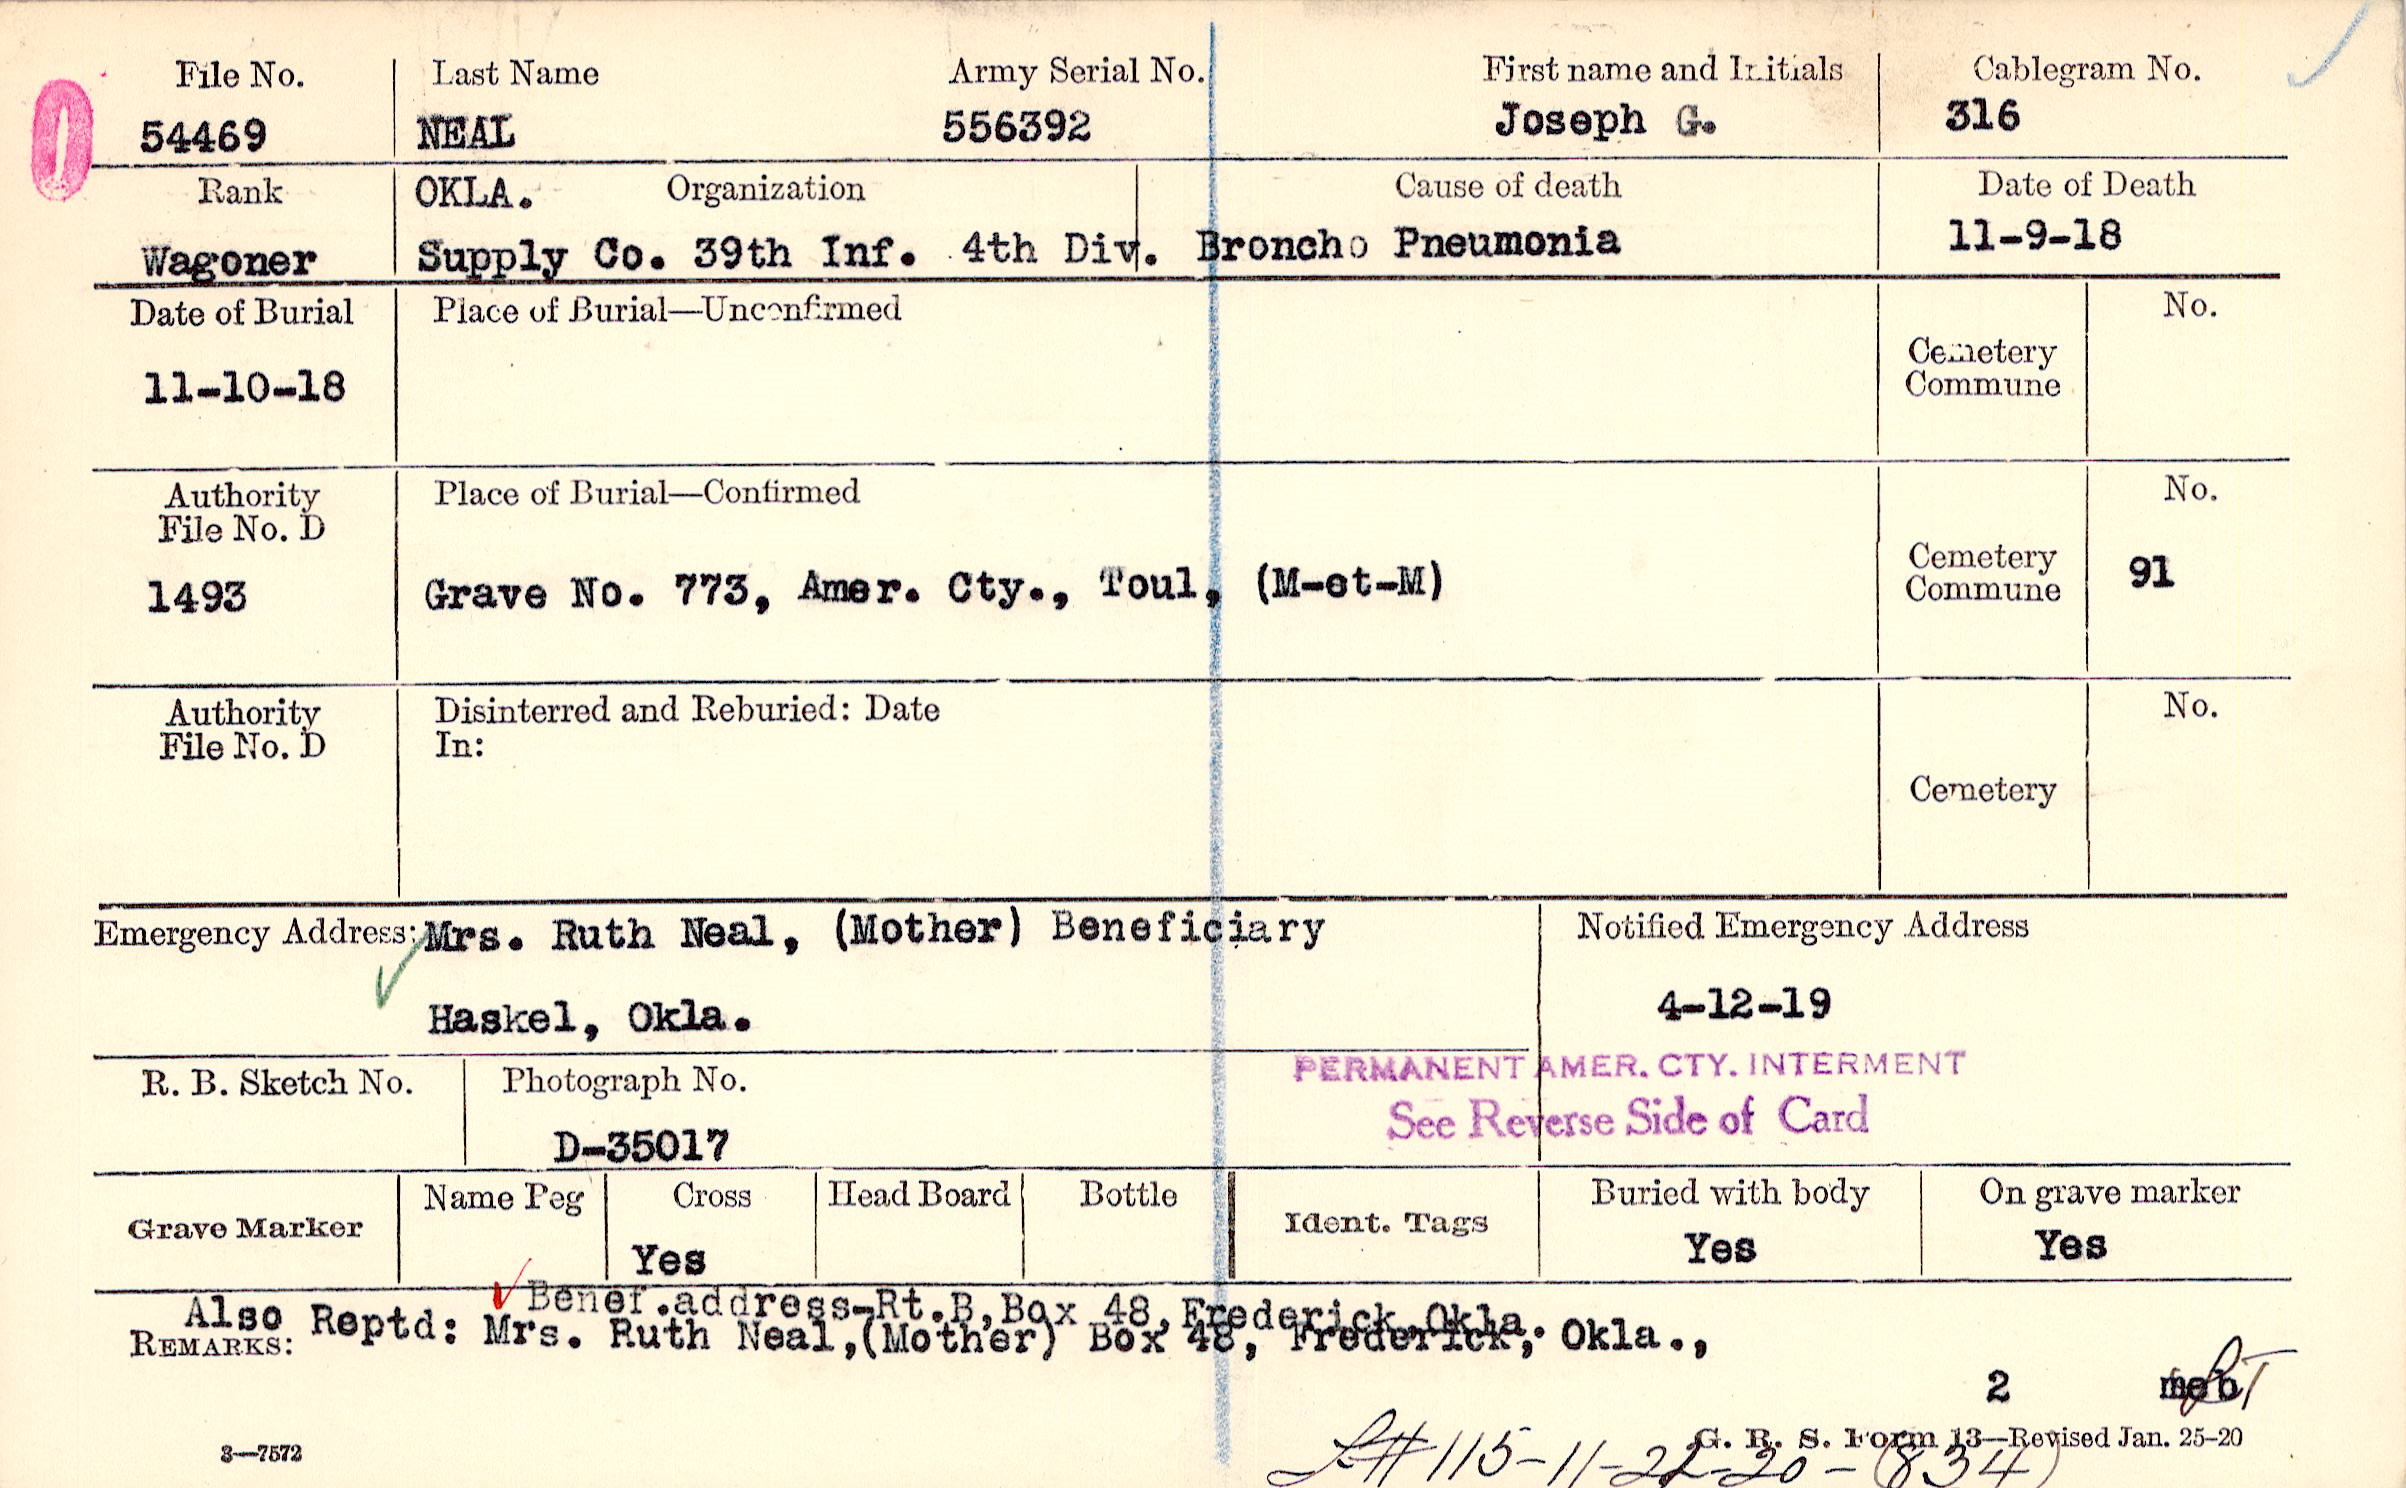 File No. Last Name Army Serial No. First name and Initials Cablegram No.
54469 NEAL 556392 Joseph G. 316
Rank OKLA. Organization Cause of death Date of Death
Wagoner Supply Co. 39th Inf. 4th Div. Broncho Pneumonia 11-9-18
Date of Burial Place of Burial—Unconfirmed No.
11-10-18 Cemetery
Commune
Authority Place of Burial—Confirmed No.
File No. D
1493 Grave No. 773, Amer. Cty., Toul, (M-et-M) Cemetery 91
Commune
Authority Disinterred and Reburied: Date No.
File No. D In:
Cemetery
Emergency Address: Mrs. Ruth Neal, (Mother) Beneficiary Notified Emergency Address
Haskel, Okla. 4-12-19
PERMANENT AMER. CTY. INTERMENT
R. B. Sketch No. Photograph No.
See Reverse Side of Card
D-35017
Grave Marker Name Peg Cross Head Board Bottle Ident. Tags Buried with body On grave marker
Yes Yes Yes
Benef.address-Rt.B,Box 48,Frederick,Okla.
Also Reptd: Mrs. Ruth Neal,(Mother) Box 48, Frederick, Okla.,
REMARKS:
2
L# 115-11-22-20-(834)
3—7572 G. R. S. Form 13—Revised Jan. 25-20